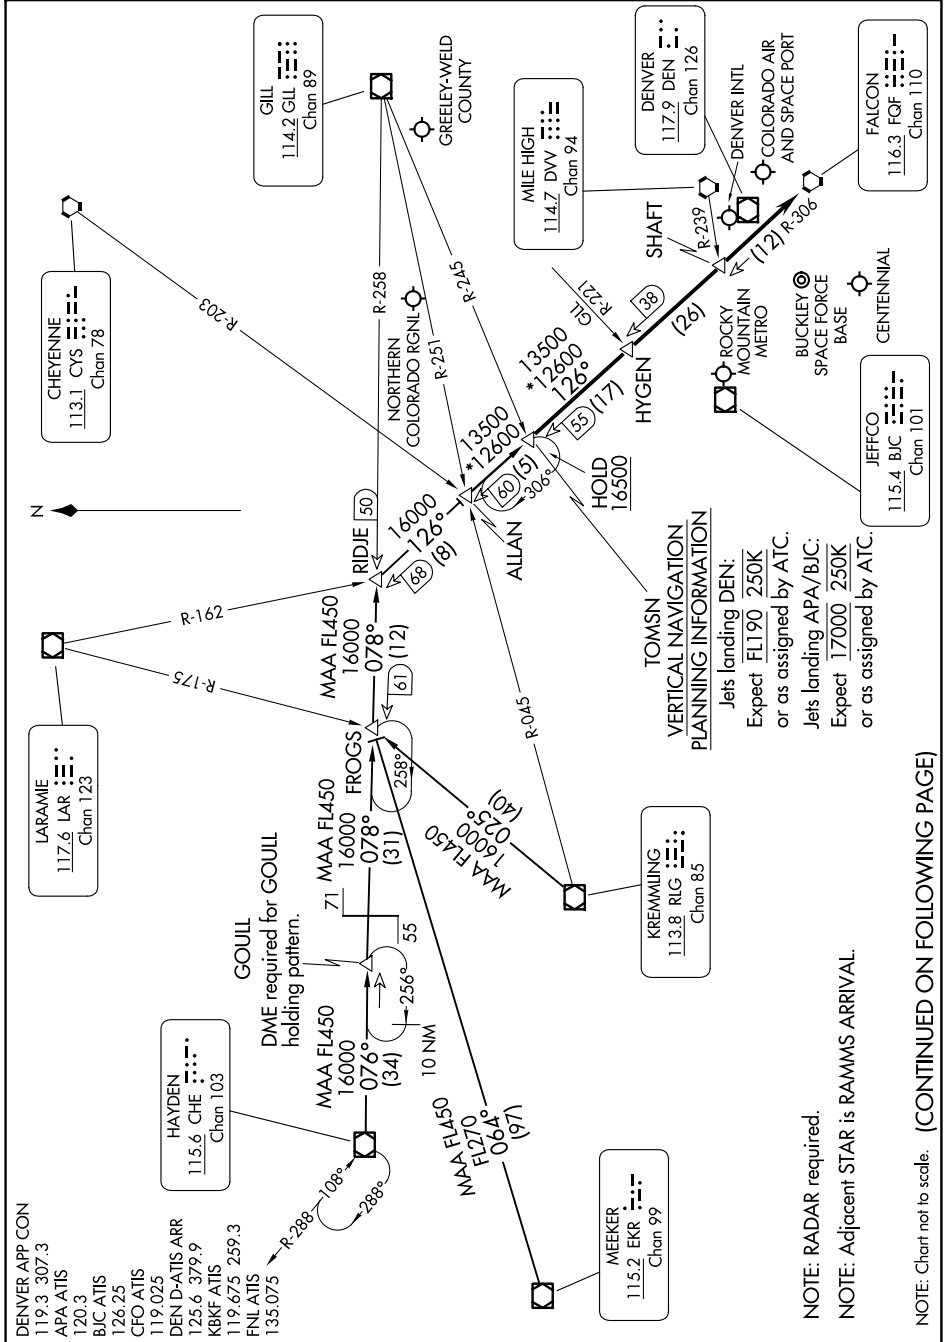 DENVER APP CON
119.3 307.3
APA ATIS
120.3
BJC ATIS
126.25
CFO ATIS
119.025
DEN D-ATIS ARR
125.6 379.9
KBKF ATIS
119.675 259.3
FNL ATIS
135.075
LARAMIE
117.6 LAR
Chan 123
N
CHEYENNE
113.1 CYS
Chan 78
GILL
114.2 GLL
Chan 89
GREELEY-WELD
COUNTY
HAYDEN
115.6 CHE
Chan 103
R-288
108°
288°
MAA FL450
16000
076°
(34)
10 NM
GOULL
DME required for GOULL
holding pattern.
256°
71
55
MAA FL450
16000
078°
(31)
FROGS
258°
61
MAA FL450
16000
078°
(12)
R-175
R-162
RIDJE
50
R-203
R-258
R-251
R-245
NORTHERN
COLORADO RGNL
16000
126°
(8)
68
ALLAN
13500
*12600
(5)
60
306°
HOLD
16500
TOMSN
13500
*12600
126°
(17)
55
GLL
R-221
HYGEN
38
(26)
SHAFT
R-239
(12)
R-306
MILE HIGH
114.7 DVV
Chan 94
DENVER
117.9 DEN
Chan 126
DENVER INTL
COLORADO AIR
AND SPACE PORT
FALCON
116.3 FQF
Chan 110
ROCKY
MOUNTAIN
METRO
BUCKLEY
SPACE FORCE
BASE
CENTENNIAL
JEFFCO
115.4 BJC
Chan 101
MAA FL450
16000
025°
(40)
R-045
KREMMLING
113.8 RLG
Chan 85
MAA FL450
FL270
064°
(97)
MEEKER
115.2 EKR
Chan 99
VERTICAL NAVIGATION
PLANNING INFORMATION
Jets landing DEN:
Expect FL190 250K
or as assigned by ATC.
Jets landing APA/BJC:
Expect 17000 250K
or as assigned by ATC.
NOTE: RADAR required.
NOTE: Adjacent STAR is RAMMS ARRIVAL.
NOTE: Chart not to scale.
(CONTINUED ON FOLLOWING PAGE)